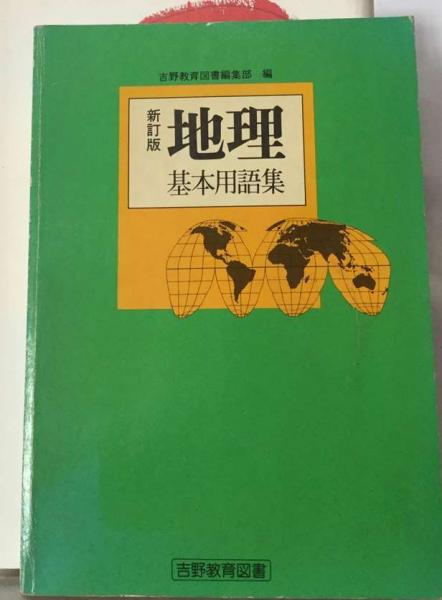 吉野教育図書編集部 編
新訂版
地理
基本用語集
吉野教育図書